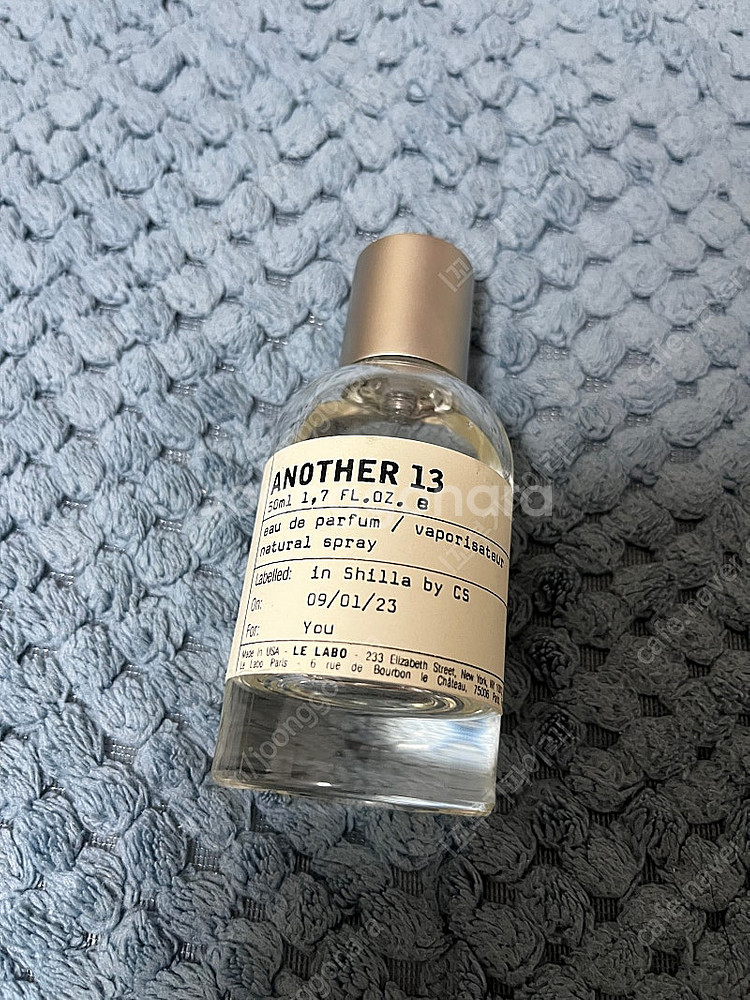 ANOTHER 13
50ml 1,7 FL.OZ. e
eau de parfum / vaporisateur
natural spray
Labelled: in Shilla by CS
On: 09/01/23
For: You
Made in USA - LE LABO - 233 Elizabeth Street, New York, NY
Le Labo Paris - 6 rue de Bourbon le Château, 75006
joonggonara